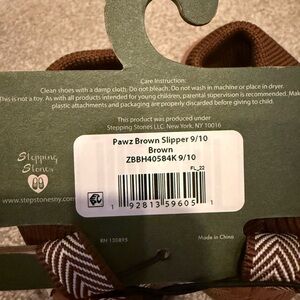 Care Instruction:
Clean shoes with a damp cloth. Do not bleach. Do not wash in machine or place in dryer.
This is not a toy. As with all products intended for young children, parental supervision is recommended. Make
plastic attachments and packaging are properly discarded before giving to child.
This product was produced under
Stepping Stones LLC. New York, NY 10016
Pawz Brown Slipper 9/10
Brown
ZBBH40584K 9/10
FL_22
1 92813 59605 1
Stepping
Stones
www.stepstonesny.com
RN 130895
Made in China